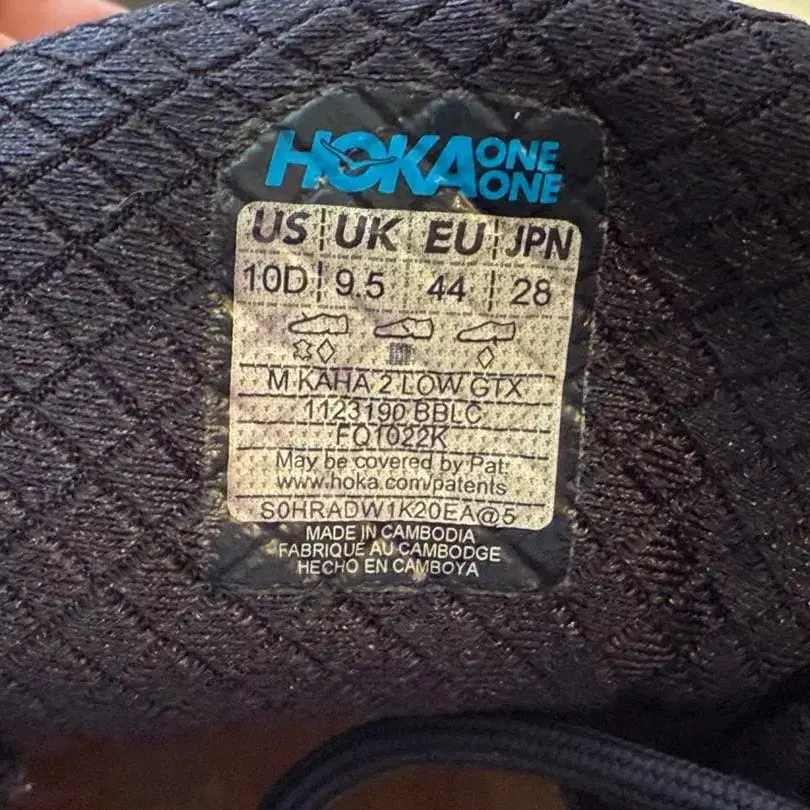 HOKA ONE ONE
US UK EU JPN
10D 9.5 44 28
M KAHA 2 LOW GTX
1123190 BBLC
FQ1022K
May be covered by Pat:
www.hoka.com/patents
S0HRADW1K20EA@5
MADE IN CAMBODIA
FABRIQUÉ AU CAMBODGE
HECHO EN CAMBOYA